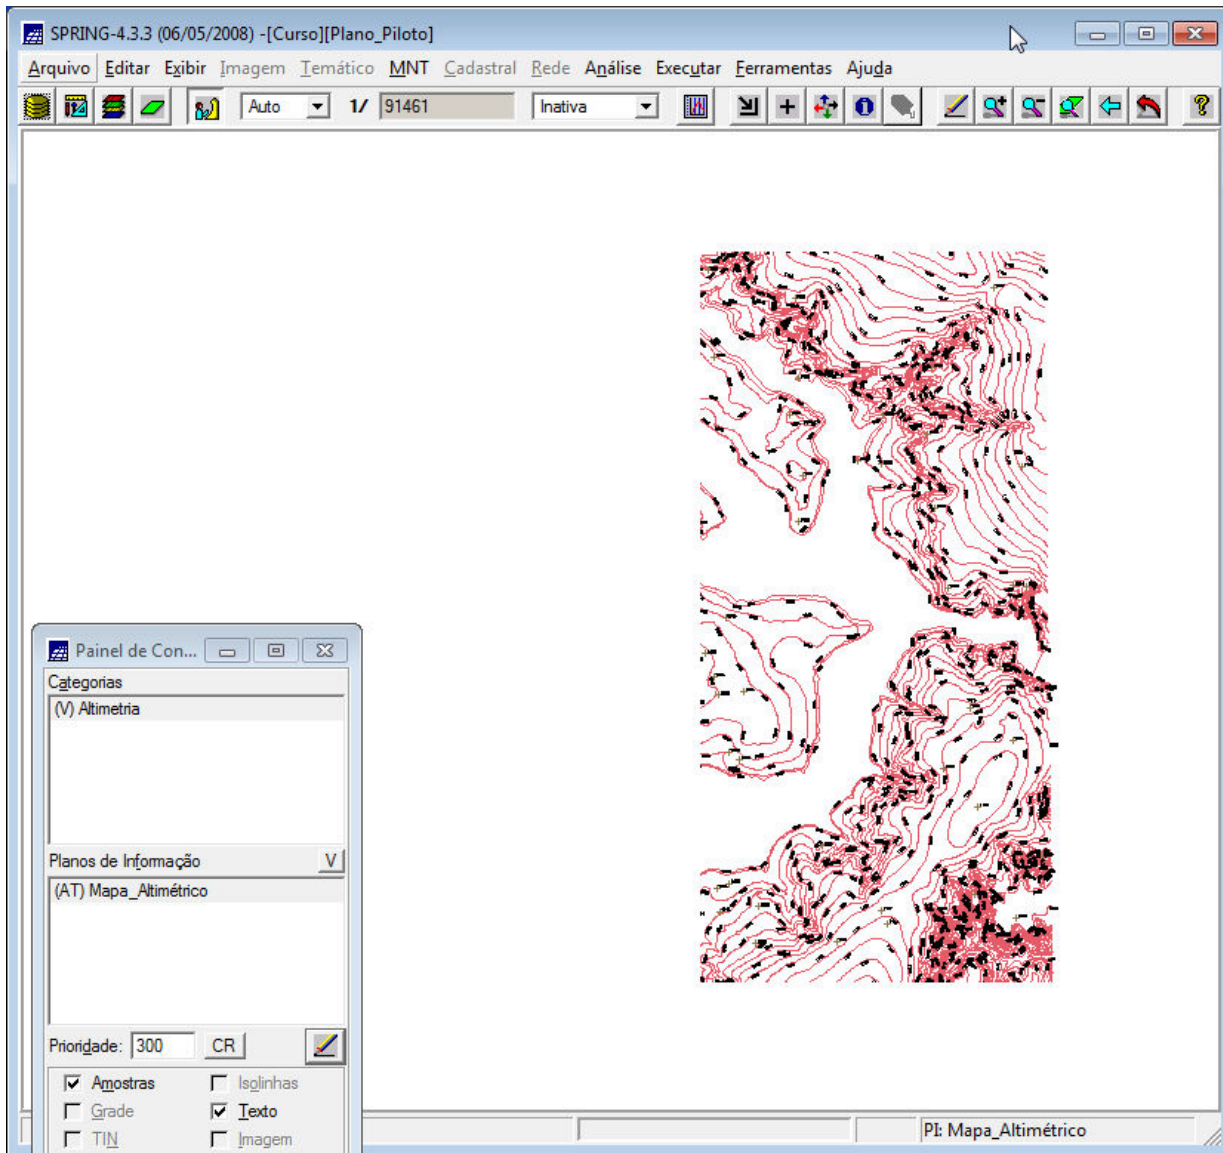 SPRING-4.3.3 (06/05/2008) -[Curso][Plano_Piloto]
Arquivo Editar Exibir Imagem Temático MNT Cadastral Rede Análise Executar Ferramentas Ajuda
Auto 1/ 91461 Inativa
Painel de Con...
Categorias
(V) Altimetria
Planos de Informação V
(AT) Mapa_Altimétrico
Prioridade: 300 CR
Amostras Isolinhas
Grade Texto
TIN Imagem
PI: Mapa_Altimétrico